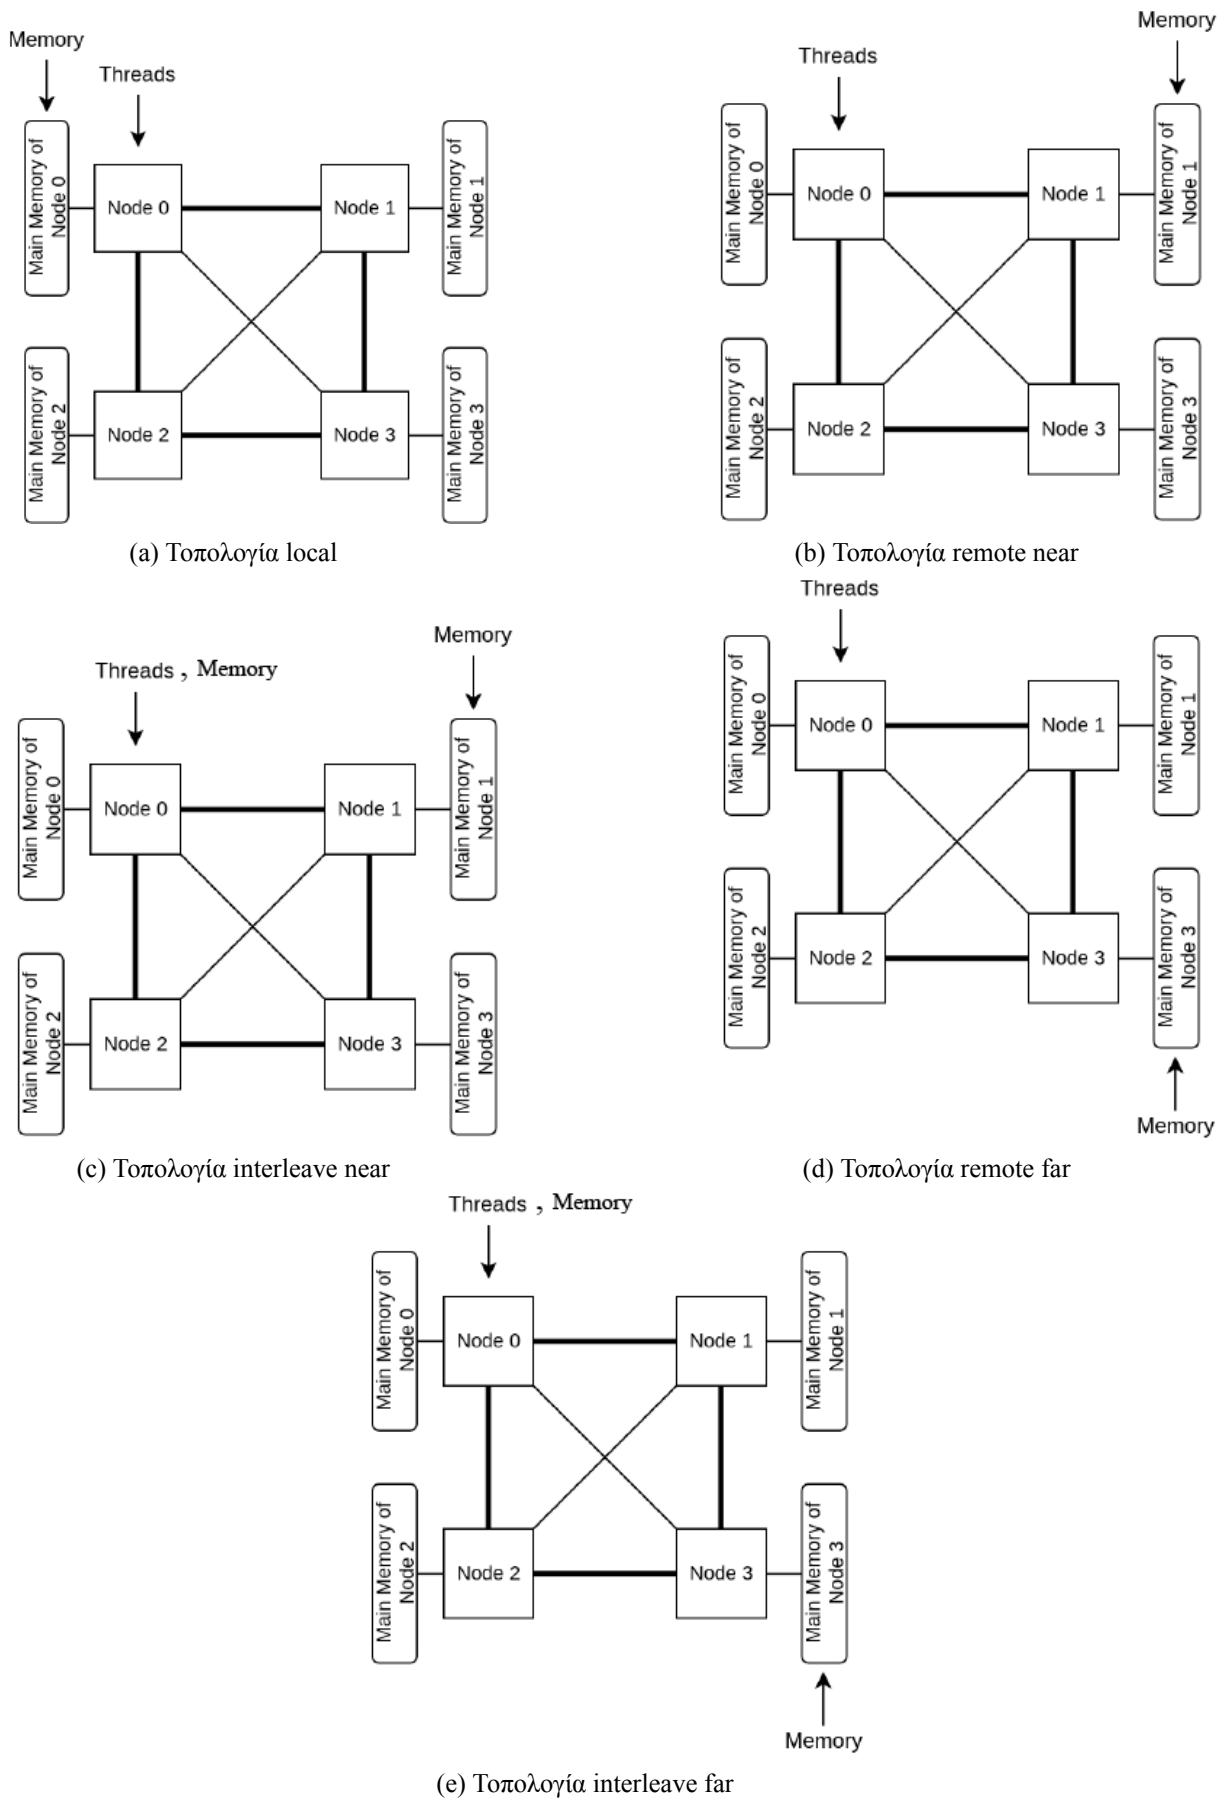 Memory
Threads
Main Memory of
Node 0
Node 0
Node 1
Main Memory of
Node 1
Main Memory of
Node 2
Node 2
Node 3
Main Memory of
Node 3
(a) Τοπολογία local
Memory
Threads
Main Memory of
Node 0
Node 0
Node 1
Main Memory of
Node 1
Main Memory of
Node 2
Node 2
Node 3
Main Memory of
Node 3
(b) Τοπολογία remote near
Memory
Threads , Memory
Main Memory of
Node 0
Node 0
Node 1
Main Memory of
Node 1
Main Memory of
Node 2
Node 2
Node 3
Main Memory of
Node 3
(c) Τοπολογία interleave near
Threads
Main Memory of
Node 0
Node 0
Node 1
Main Memory of
Node 1
Main Memory of
Node 2
Node 2
Node 3
Main Memory of
Node 3
Memory
(d) Τοπολογία remote far
Threads , Memory
Main Memory of
Node 0
Node 0
Node 1
Main Memory of
Node 1
Main Memory of
Node 2
Node 2
Node 3
Main Memory of
Node 3
Memory
(e) Τοπολογία interleave far